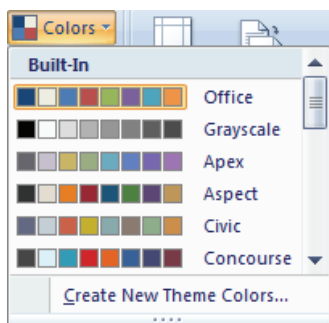 Colors
Built-In
Office
Grayscale
Apex
Aspect
Civic
Concourse
Create New Theme Colors...